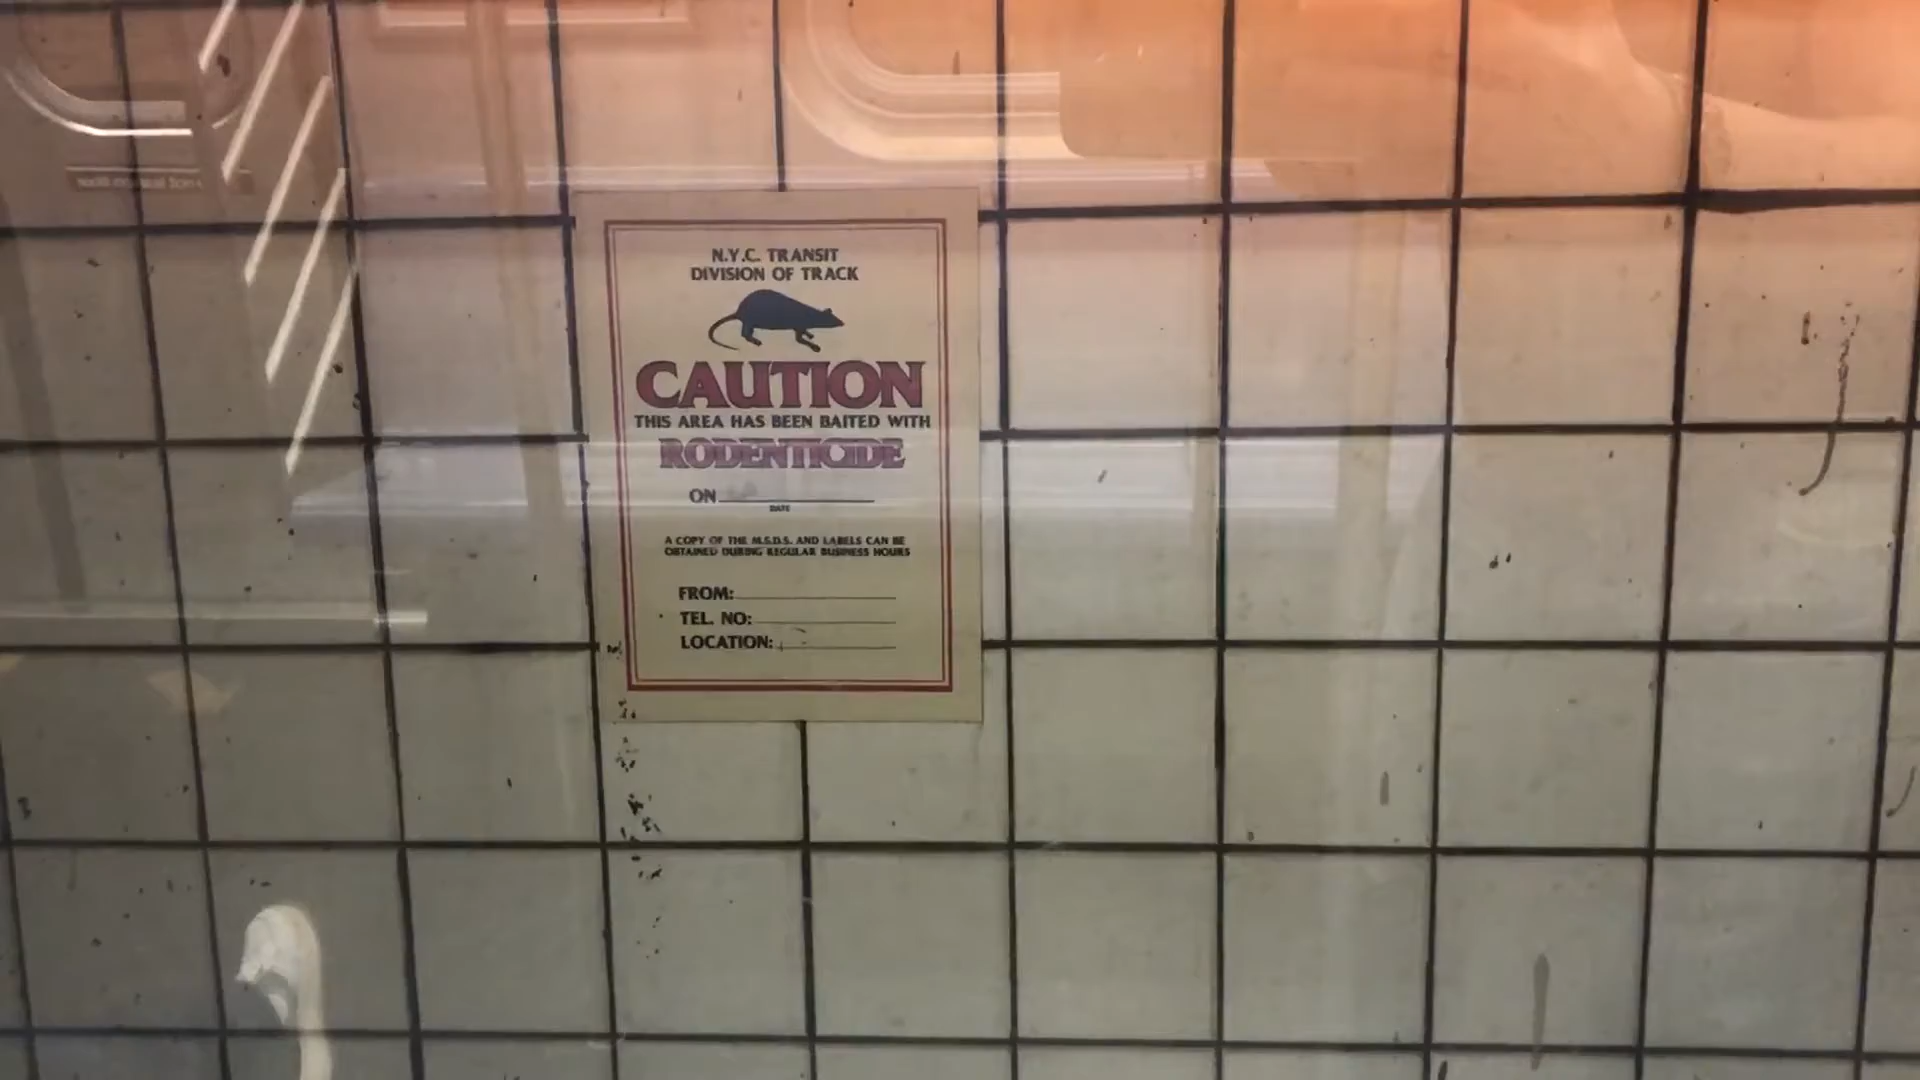 N.Y.C. TRANSIT
DIVISION OF TRACK
CAUTION
THIS AREA HAS BEEN BAITED WITH
RODENTICIDE
ON
DATE
A COPY OF THE M.S.D.S. AND LABELS CAN BE
OBTAINED DURING REGULAR BUSINESS HOURS
FROM:
TEL. NO:
LOCATION: